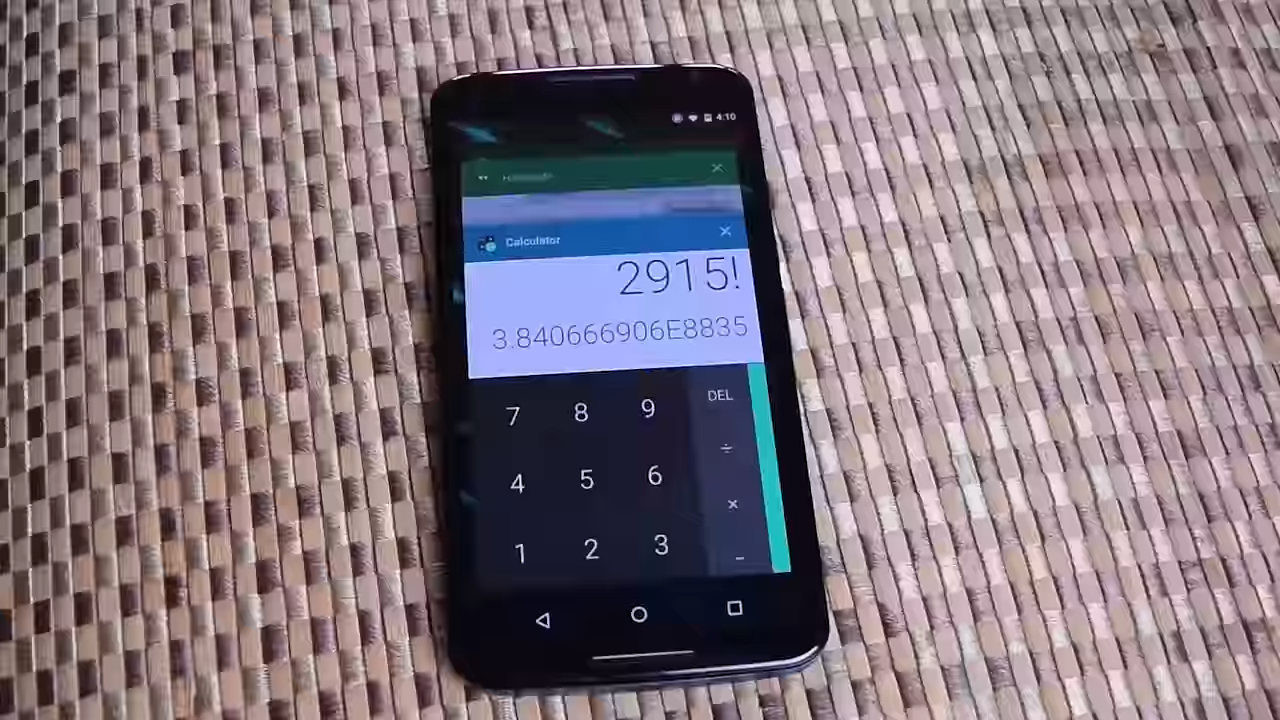 4:10
Calculator
2915!
3.840666906E8835
7 8 9 DEL
÷
4 5 6
×
1 2 3
−